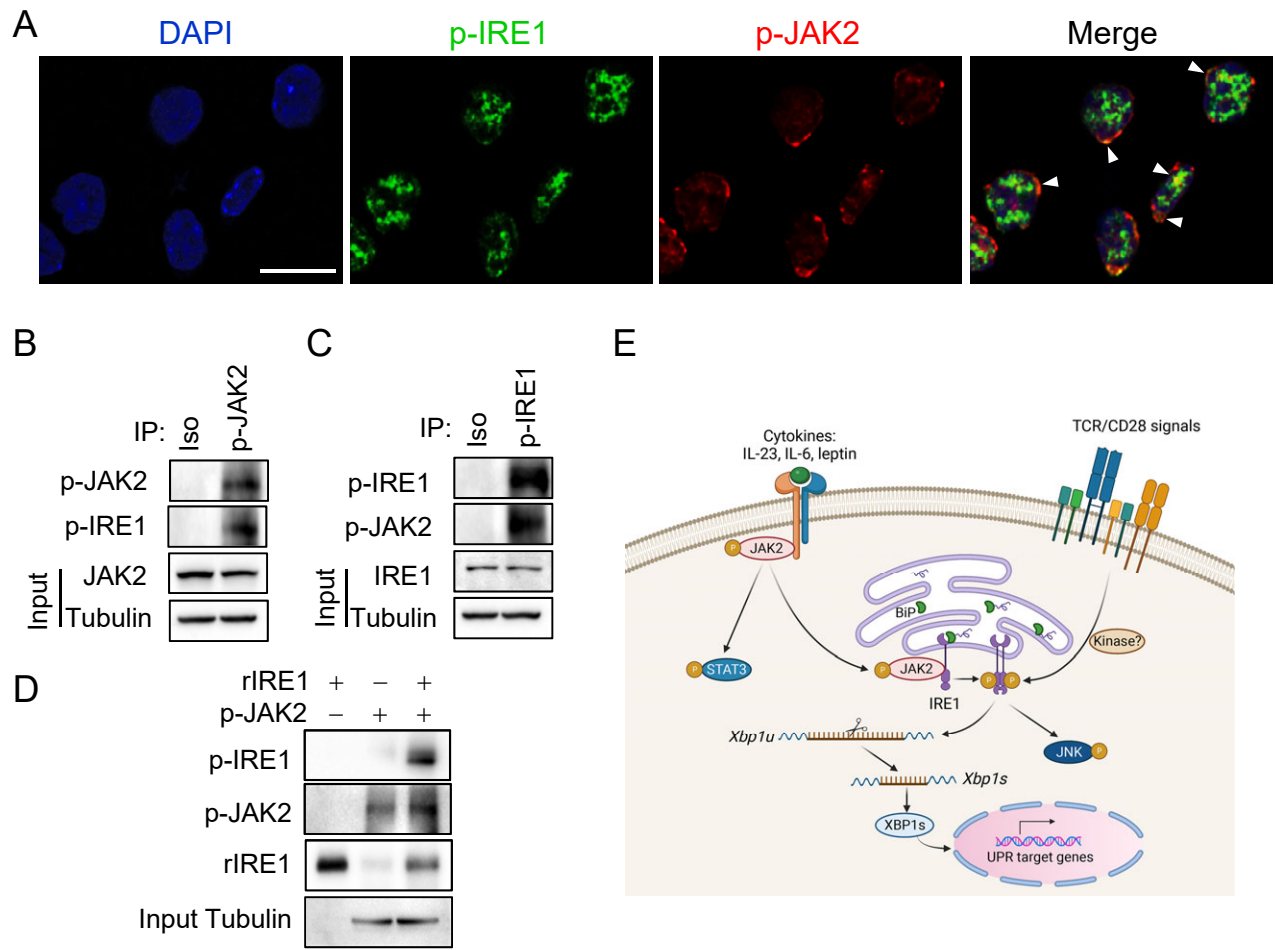 A
DAPI
p-IRE1
p-JAK2
Merge
B
IP:
Iso
p-JAK2
p-JAK2
p-IRE1
Input
JAK2
Tubulin
C
IP:
Iso
p-IRE1
p-IRE1
p-JAK2
Input
IRE1
Tubulin
D
rIRE1 + − +
p-JAK2 − + +
p-IRE1
p-JAK2
rIRE1
Input Tubulin
E
Cytokines:
IL-23, IL-6, leptin
TCR/CD28 signals
P JAK2
BiP
Kinase?
P STAT3
P JAK2
P P
IRE1
Xbp1u
JNK P
Xbp1s
XBP1s
UPR target genes